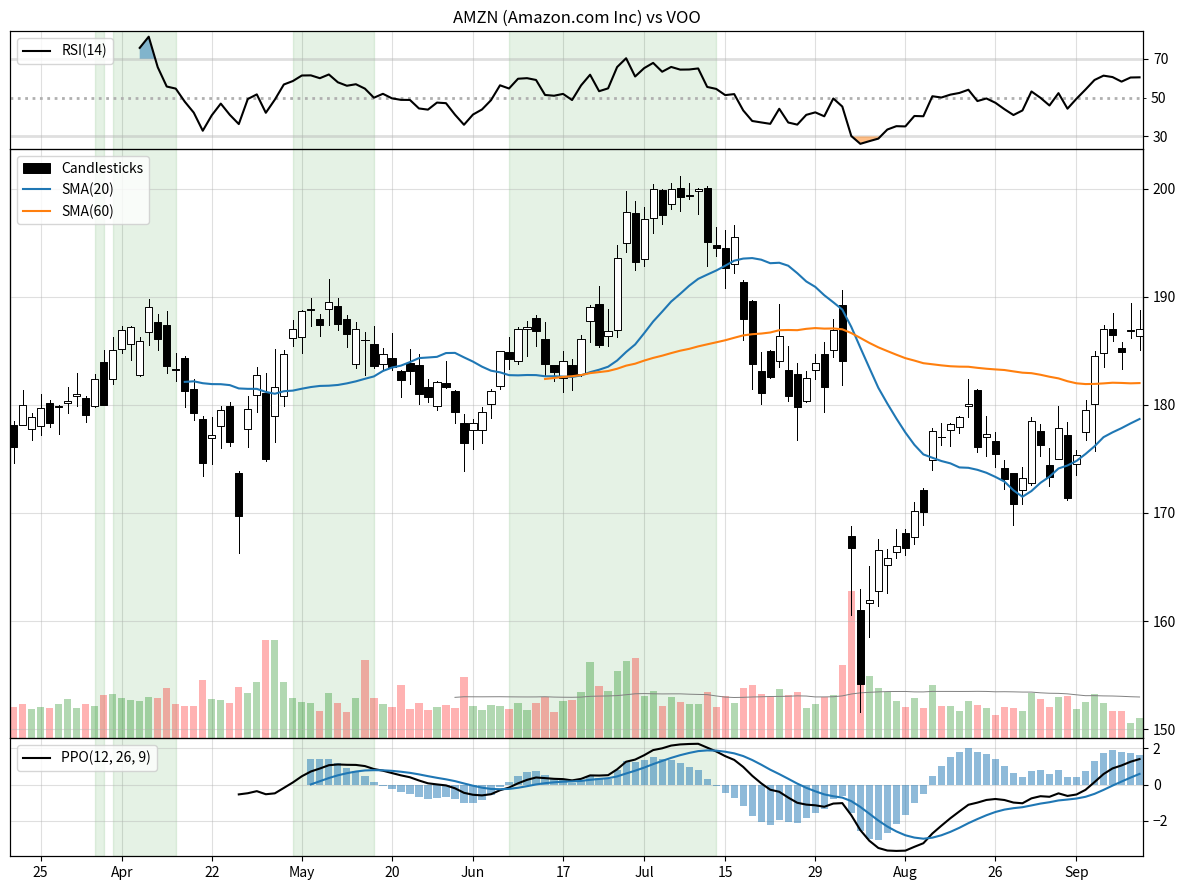 AMZN (Amazon.com Inc) vs VOO
RSI(14)
70
50
30
Candlesticks
SMA(20)
SMA(60)
200
190
180
170
160
150
PPO(12, 26, 9)
2
0
−2
25 Apr 22 May 20 Jun 17 Jul 15 29 Aug 26 Sep